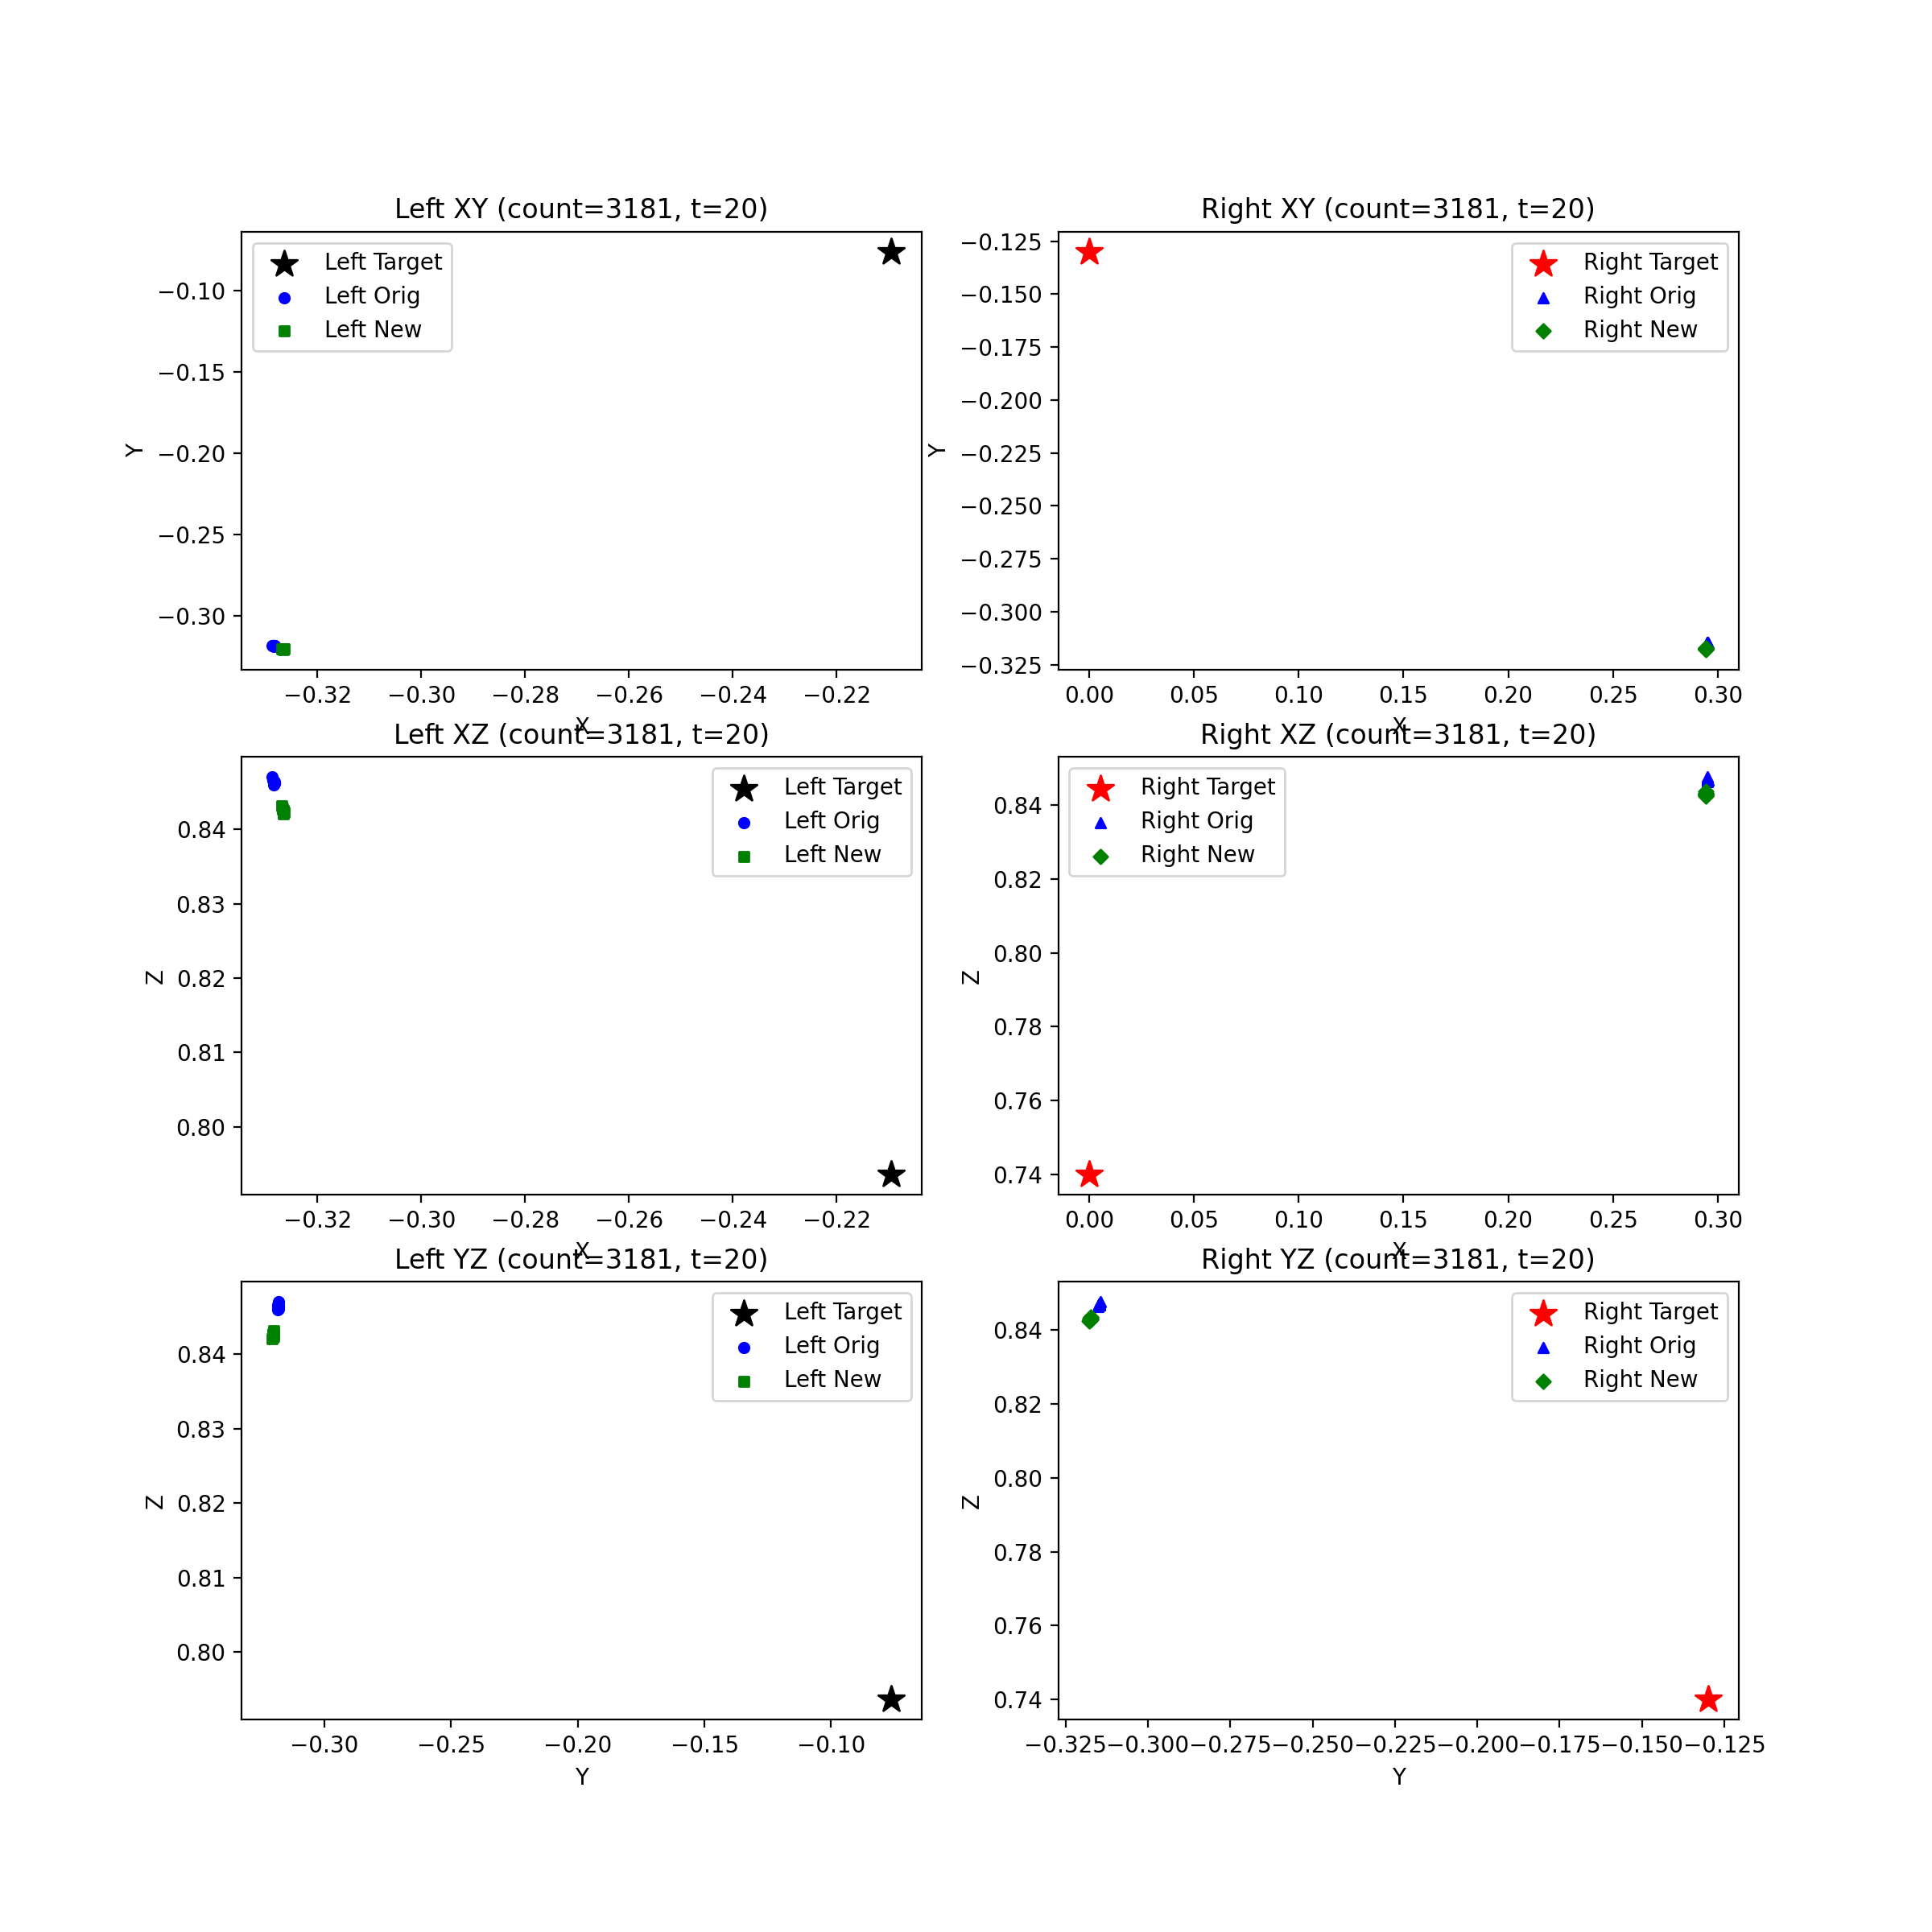 Left XY (count=3181, t=20)
Left Target
Left Orig
Left New
Y
−0.10
−0.15
−0.20
−0.25
−0.30
−0.32
−0.30
−0.28
−0.26
−0.24
−0.22
X
Right XY (count=3181, t=20)
Right Target
Right Orig
Right New
Y
−0.125
−0.150
−0.175
−0.200
−0.225
−0.250
−0.275
−0.300
−0.325
0.00
0.05
0.10
0.15
0.20
0.25
0.30
X
Left XZ (count=3181, t=20)
Left Target
Left Orig
Left New
Z
0.84
0.83
0.82
0.81
0.80
−0.32
−0.30
−0.28
−0.26
−0.24
−0.22
X
Right XZ (count=3181, t=20)
Right Target
Right Orig
Right New
Z
0.84
0.82
0.80
0.78
0.76
0.74
0.00
0.05
0.10
0.15
0.20
0.25
0.30
X
Left YZ (count=3181, t=20)
Left Target
Left Orig
Left New
Z
0.84
0.83
0.82
0.81
0.80
−0.30
−0.25
−0.20
−0.15
−0.10
Y
Right YZ (count=3181, t=20)
Right Target
Right Orig
Right New
Z
0.84
0.82
0.80
0.78
0.76
0.74
−0.325
−0.300
−0.275
−0.250
−0.225
−0.200
−0.175
−0.150
−0.125
Y